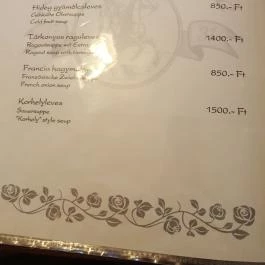 Hideg gyümölcsleves 850.- Ft
Gekühlte Obstsuppe
Cold fruit soup
Tárkonyos raguleves 1400.- Ft
Ragoutsuppe mit Estragon
Ragout soup with tarragon
Francia hagymaleves 850.- Ft
Französische Zwiebelsuppe
French onion soup
Korhelyleves 1500.- Ft
Sauersuppe
"Korhely" style soup